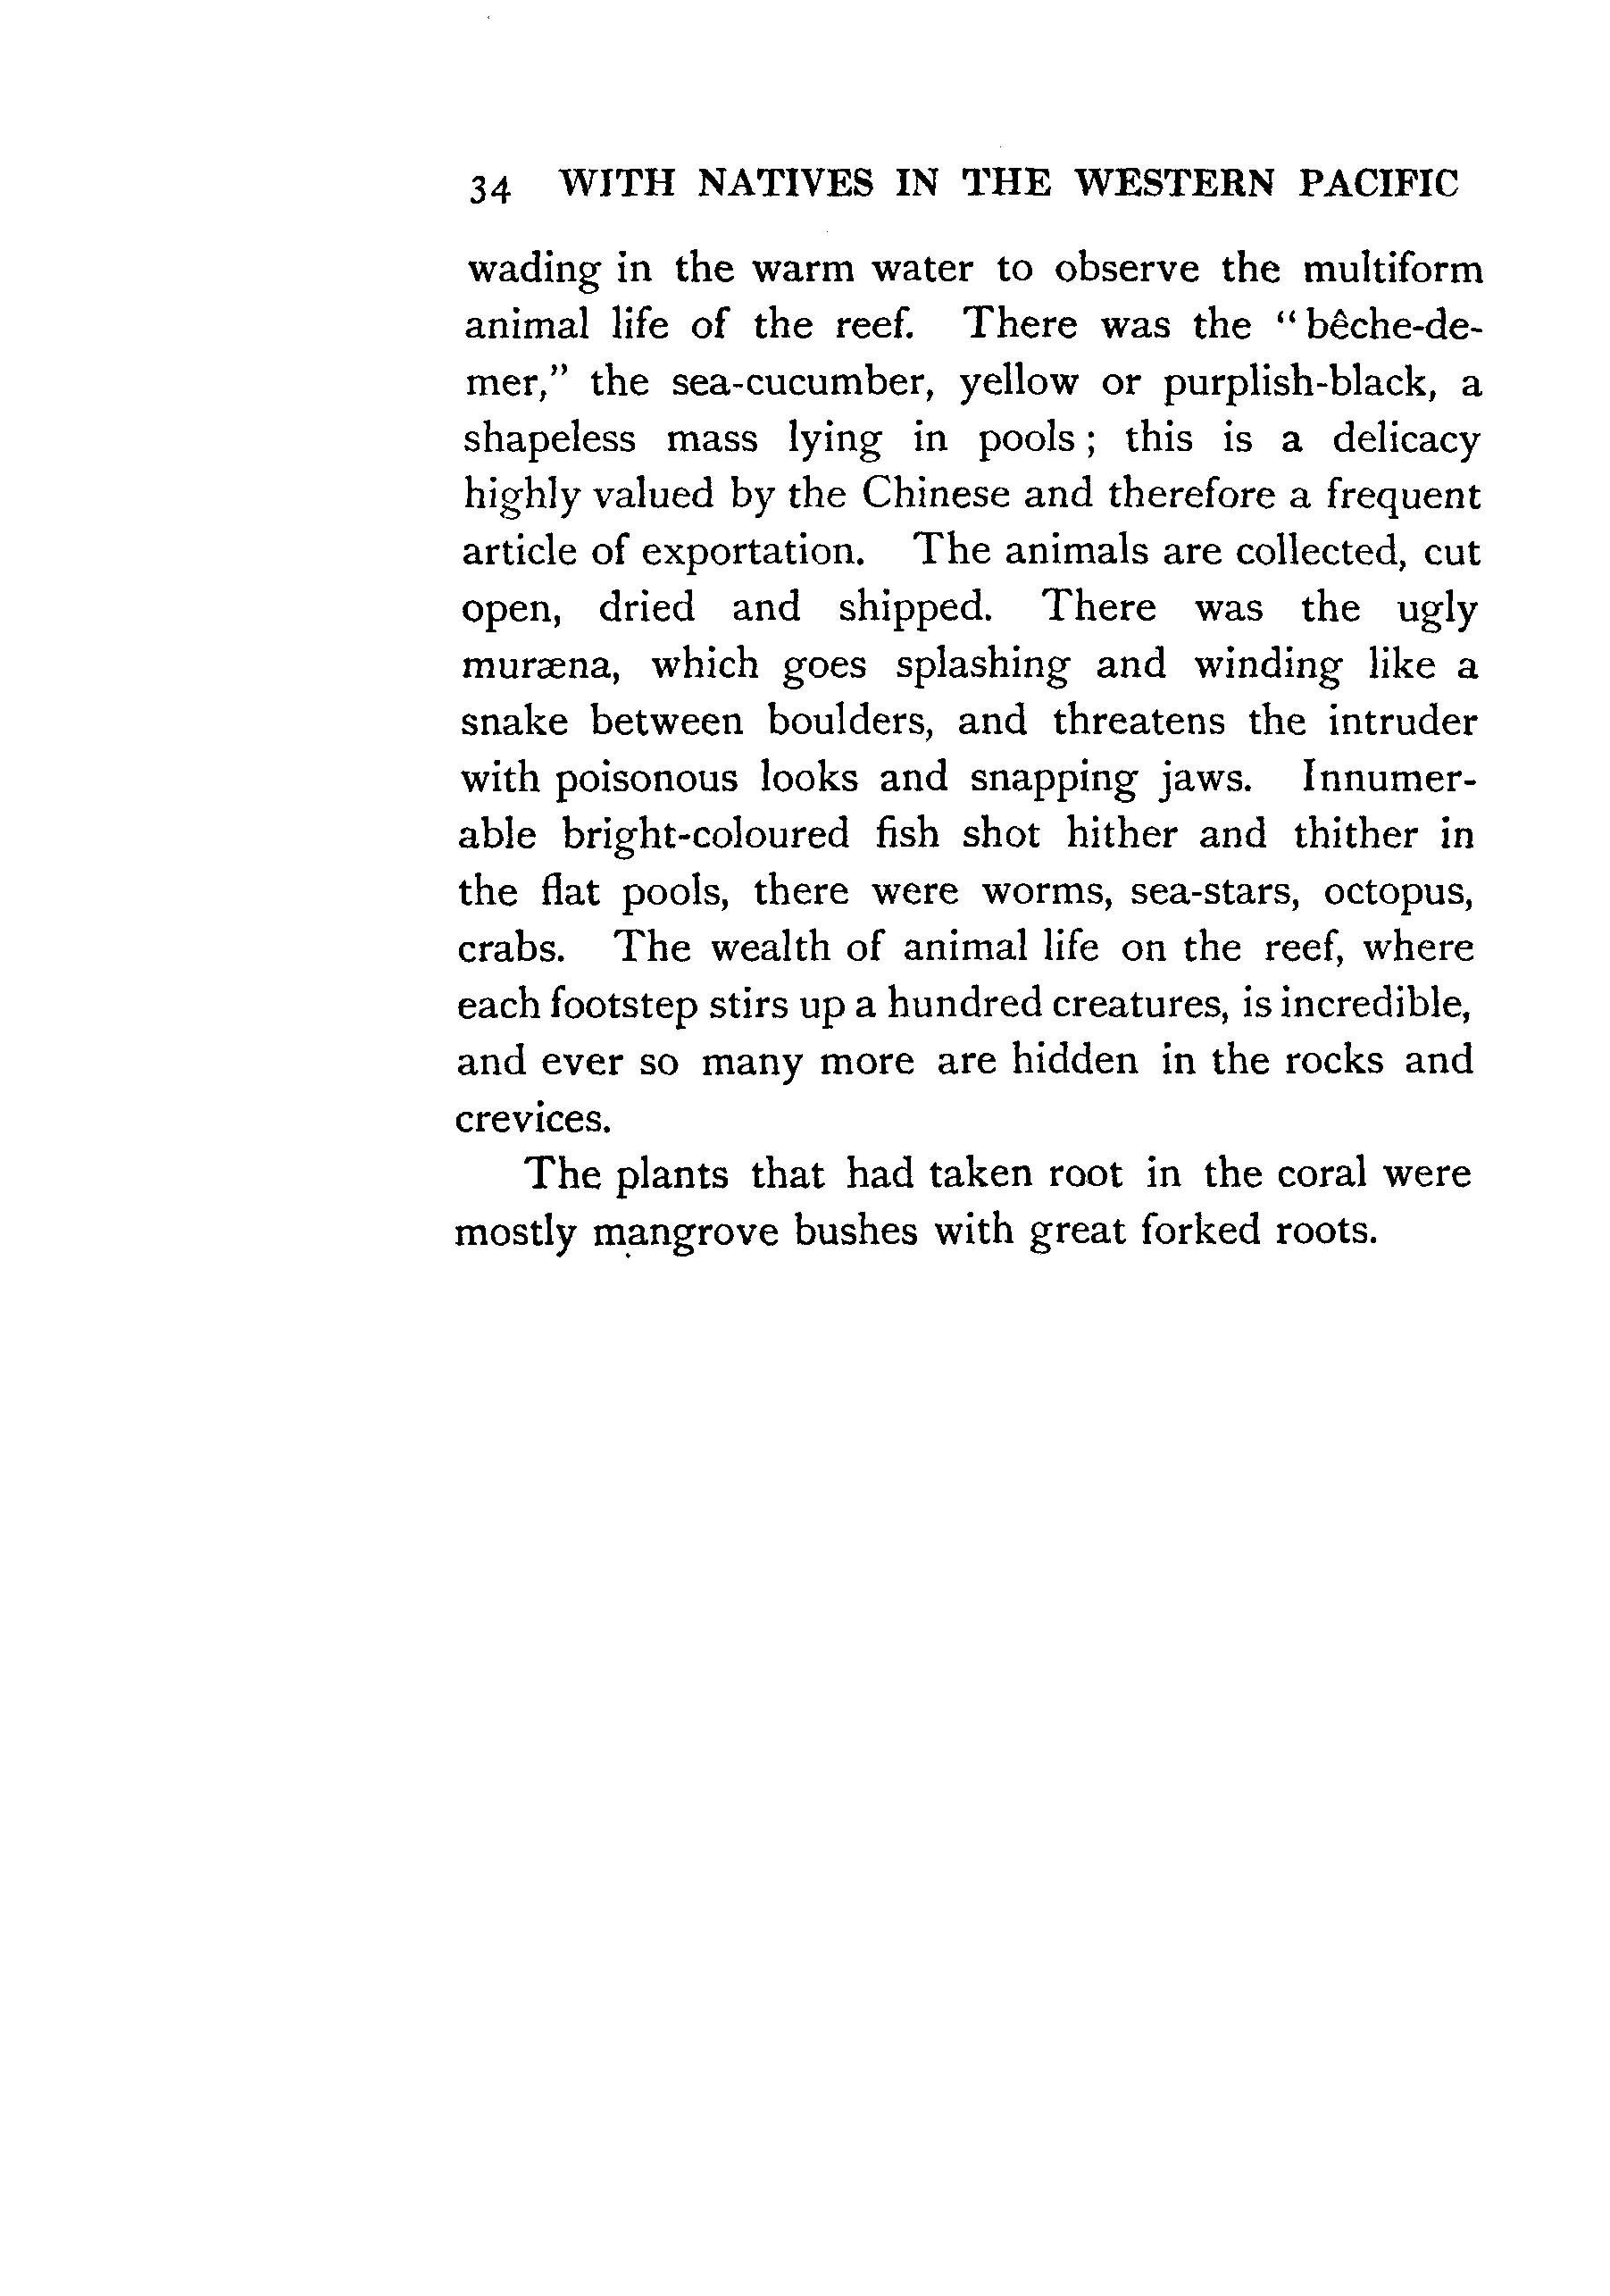 34 WITH NATIVES IN THE WESTERN PACIFIC
wading in the warm water to observe the multiform
animal life of the reef. There was the “bêche-de-
mer,” the sea-cucumber, yellow or purplish-black, a
shapeless mass lying in pools; this is a delicacy
highly valued by the Chinese and therefore a frequent
article of exportation. The animals are collected, cut
open, dried and shipped. There was the ugly
muræna, which goes splashing and winding like a
snake between boulders, and threatens the intruder
with poisonous looks and snapping jaws. Innumer-
able bright-coloured fish shot hither and thither in
the flat pools, there were worms, sea-stars, octopus,
crabs. The wealth of animal life on the reef, where
each footstep stirs up a hundred creatures, is incredible,
and ever so many more are hidden in the rocks and
crevices.
The plants that had taken root in the coral were
mostly mangrove bushes with great forked roots.